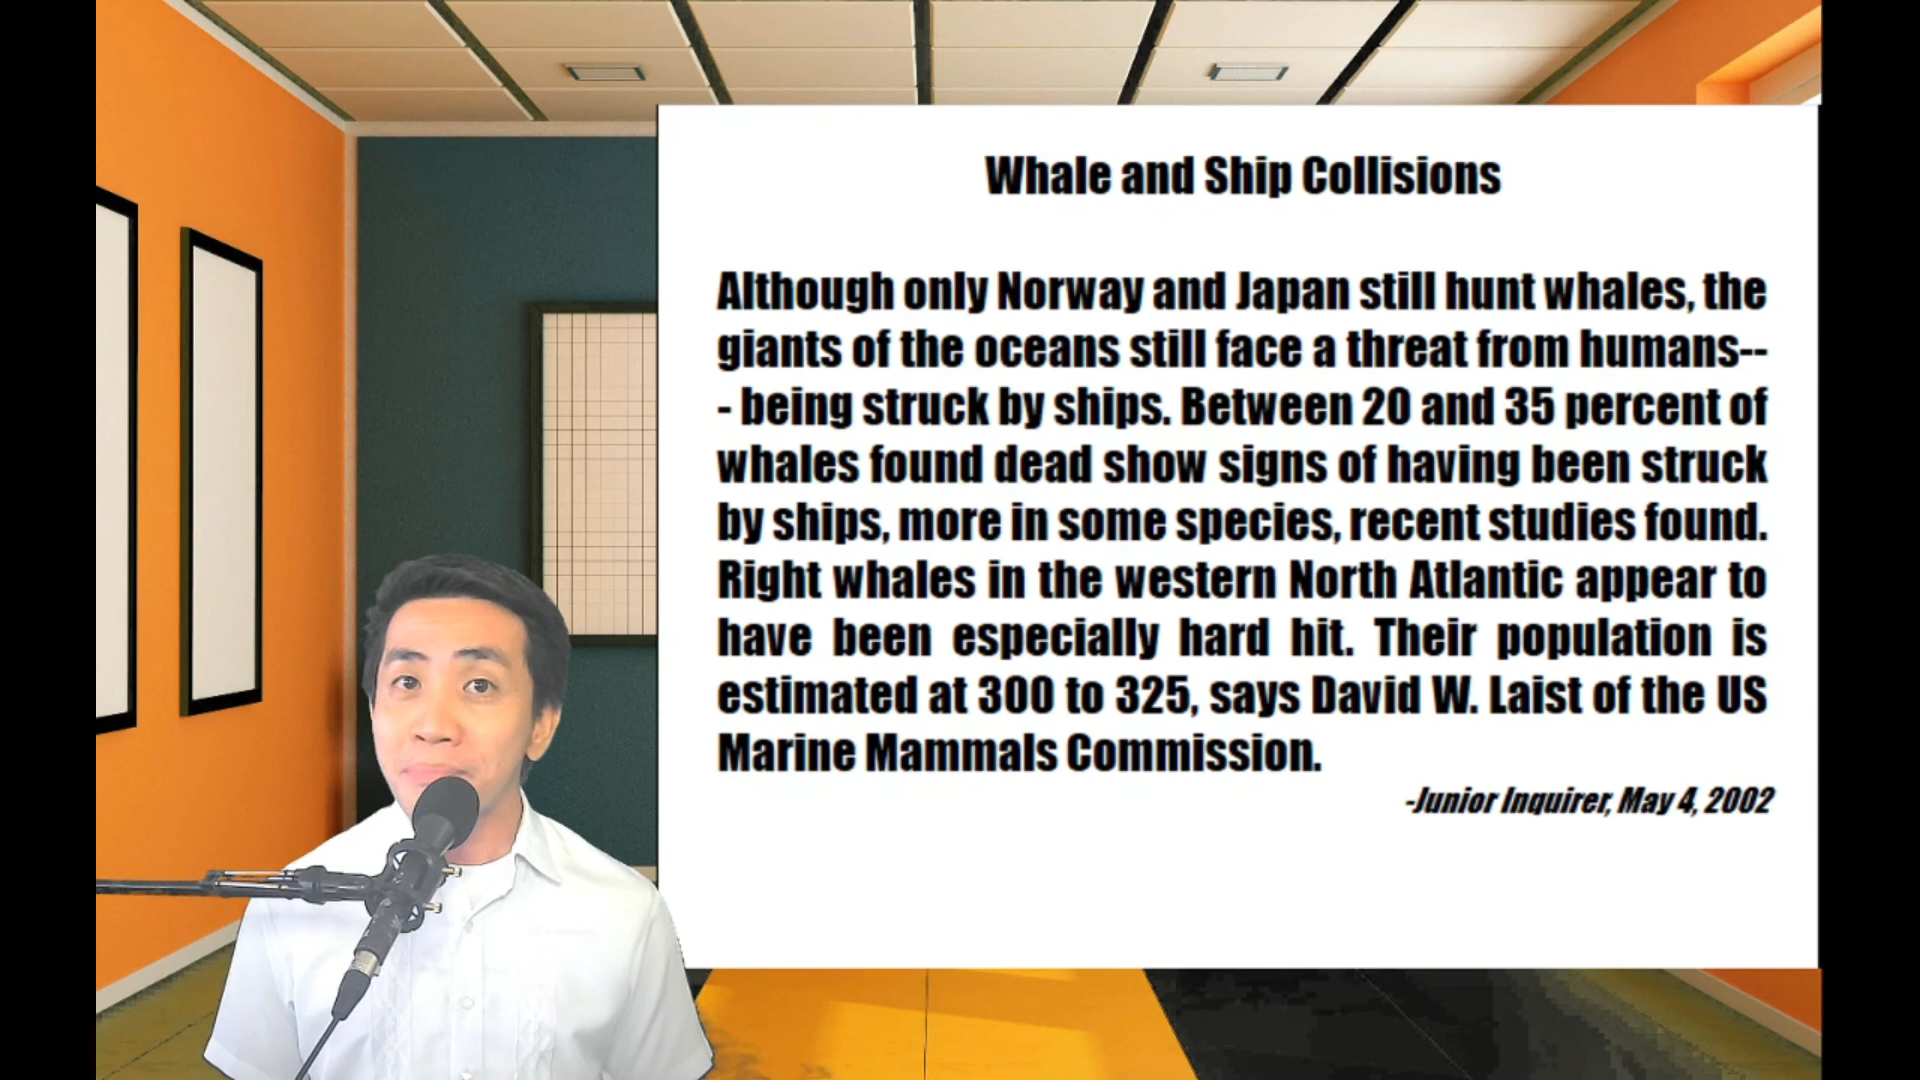 Whale and Ship Collisions
Although only Norway and Japan still hunt whales, the
giants of the oceans still face a threat from humans--
- being struck by ships. Between 20 and 35 percent of
whales found dead show signs of having been struck
by ships, more in some species, recent studies found.
Right whales in the western North Atlantic appear to
have been especially hard hit. Their population is
estimated at 300 to 325, says David W. Laist of the US
Marine Mammals Commission.
-Junior Inquirer, May 4, 2002